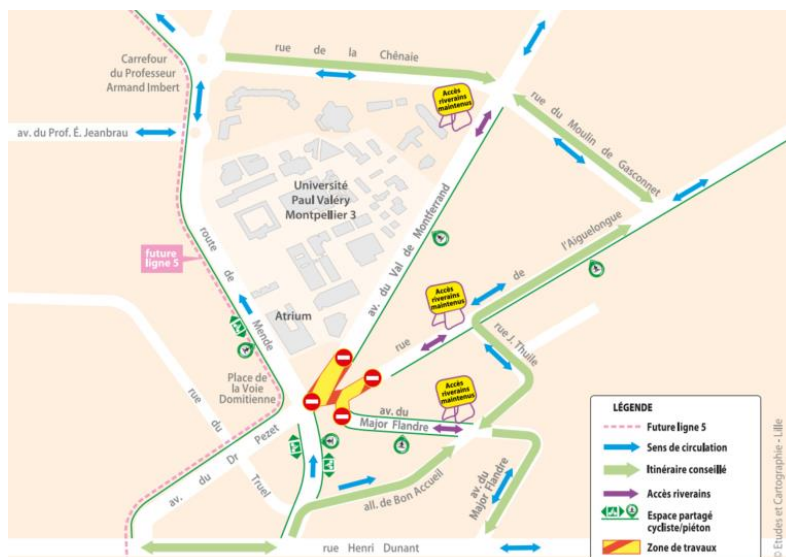 rue de la Chênaie
Carrefour
du Professeur
Armand Imbert
Accès
riverains
maintenus
rue du Moulin de Gasconnet
av. du Prof. É. Jeanbrau
Université
Paul Valéry
Montpellier 3
av. du Val de Montferrand
future
ligne 5
route de Mende
rue de l'Aiguelongue
Accès
riverains
maintenus
Atrium
rue J. Thuile
Place de
la Voie
Domitienne
Accès
riverains
maintenus
rue du Truel
av. du
Major Flandre
av. du Dr Pezet
all. de Bon Accueil
av. du
Major Flandre
rue Henri Dunant
LÉGENDE
Future ligne 5
Sens de circulation
Itinéraire conseillé
Accès riverains
Espace partagé
cycliste/piéton
Zone de travaux
© Etudes et Cartographie - Lille